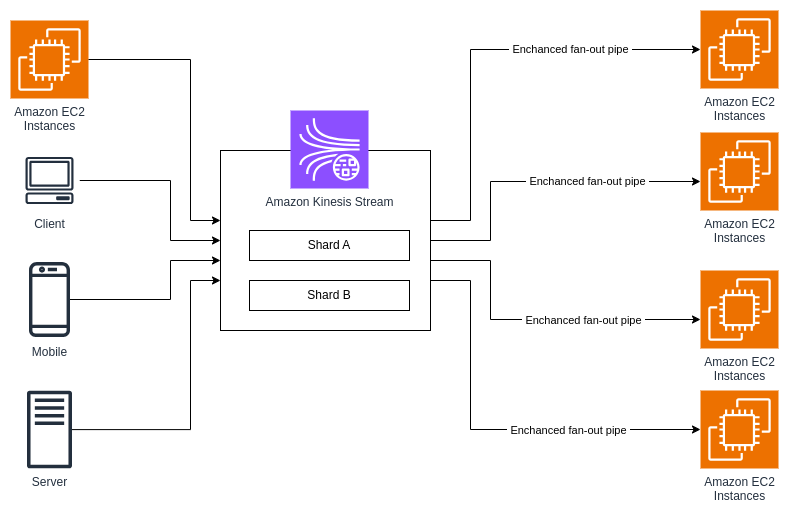 Amazon EC2
Instances
Client
Mobile
Server
Amazon Kinesis Stream
Shard A
Shard B
Enchanced fan-out pipe
Enchanced fan-out pipe
Enchanced fan-out pipe
Enchanced fan-out pipe
Amazon EC2
Instances
Amazon EC2
Instances
Amazon EC2
Instances
Amazon EC2
Instances